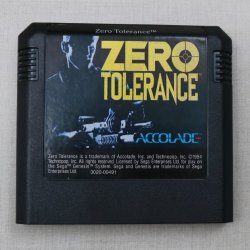 Zero Tolerance
ZERO
TOLERANCE
ACCOLADE
Zero Tolerance is a trademark of Accolade, Inc. and Technopop, Inc. ©1994
Technopop, Inc. All rights reserved. Licensed by Sega Enterprises Ltd. for play on
the Sega™ Genesis™ System. Sega and Genesis are trademarks of Sega
Enterprises Ltd. 3020-00491